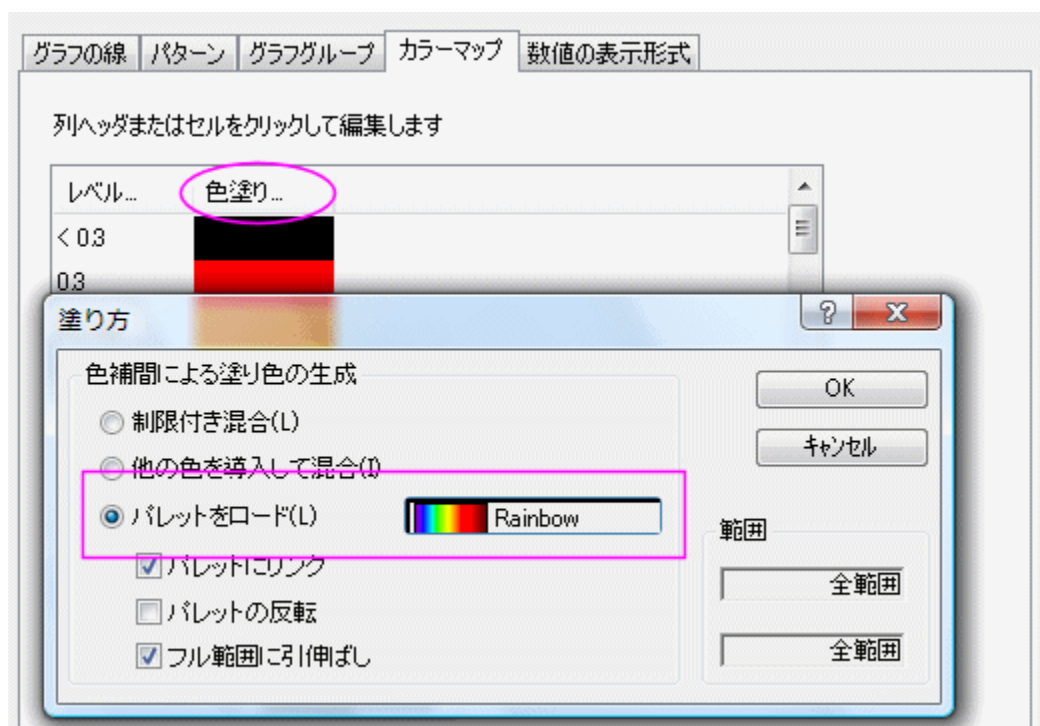 グラフの線 パターン グラフグループ カラーマップ 数値の表示形式
列ヘッダまたはセルをクリックして編集します
レベル... 色塗り...
< 0.3
0.3
塗り方
?
X
色補間による塗り色の生成
OK
制限付き混合(L)
キャンセル
他の色を導入して混合(I)
パレットをロード(L) Rainbow
範囲
パレットにリンク
全範囲
パレットの反転
フル範囲に引伸ばし
全範囲